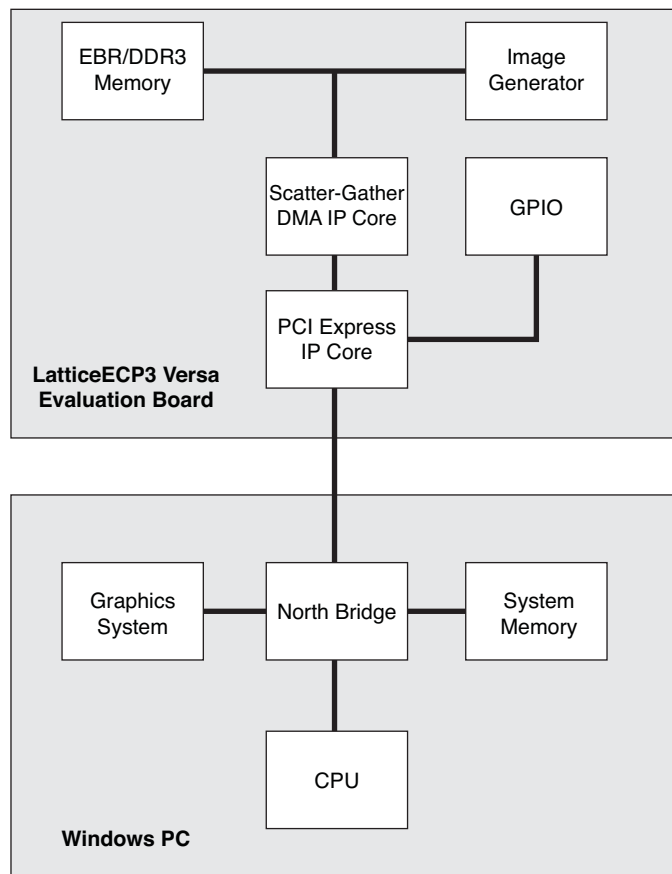 EBR/DDR3
Memory
Image
Generator
Scatter-Gather
DMA IP Core
GPIO
PCI Express
IP Core
LatticeECP3 Versa
Evaluation Board
Graphics
System
North Bridge
System
Memory
CPU
Windows PC